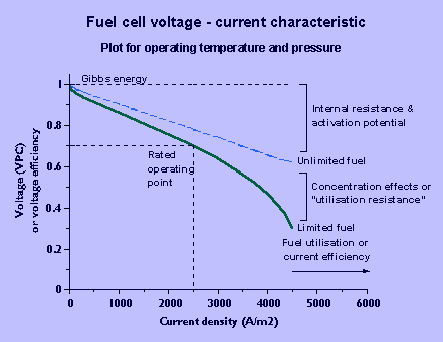 Fuel cell voltage - current characteristic
Plot for operating temperature and pressure
Gibbs energy
Internal resistance &
activation potential
Unlimited fuel
Rated
operating
point
Concentration effects or
"utilisation resistance"
Limited fuel
Fuel utilisation or
current efficiency
Voltage (VPC)
or voltage efficiency
1
0.8
0.6
0.4
0.2
0
0 1000 2000 3000 4000 5000 6000
Current density (A/m2)